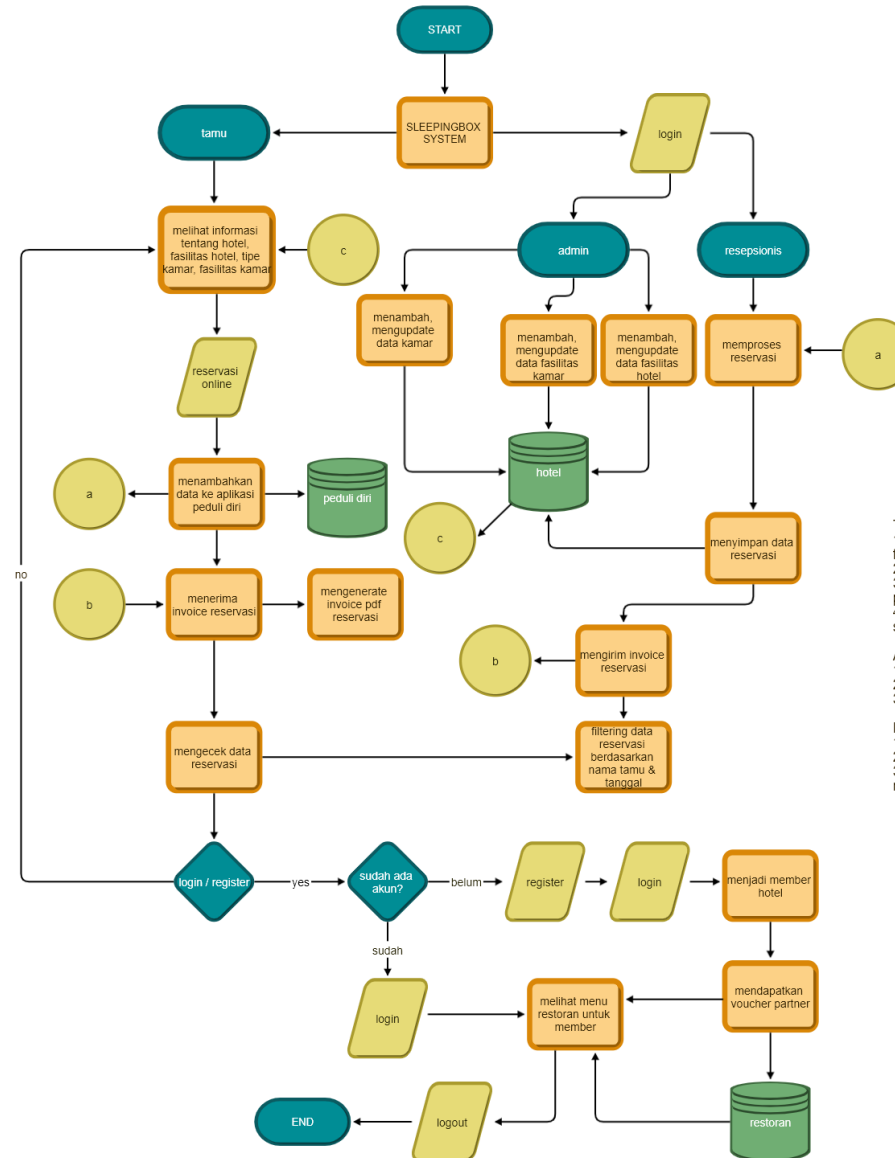 START
tamu
SLEEPINGBOX
SYSTEM
login
melihat informasi
tentang hotel,
fasilitas hotel, tipe
kamar, fasilitas kamar
c
admin
resepsionis
menambah,
mengupdate
data kamar
menambah,
mengupdate
data fasilitas
kamar
menambah,
mengupdate
data fasilitas
hotel
memproses
reservasi
a
reservasi
online
menambahkan
data ke aplikasi
peduli diri
a
peduli diri
hotel
c
menyimpan data
reservasi
no
b
menerima
invoice reservasi
mengenerate
invoice pdf
reservasi
b
mengirim invoice
reservasi
mengecek data
reservasi
filtering data
reservasi
berdasarkan
nama tamu &
tanggal
login / register
yes
sudah ada
akun?
belum
register
login
menjadi member
hotel
sudah
login
melihat menu
restoran untuk
member
mendapatkan
voucher partner
END
logout
restoran